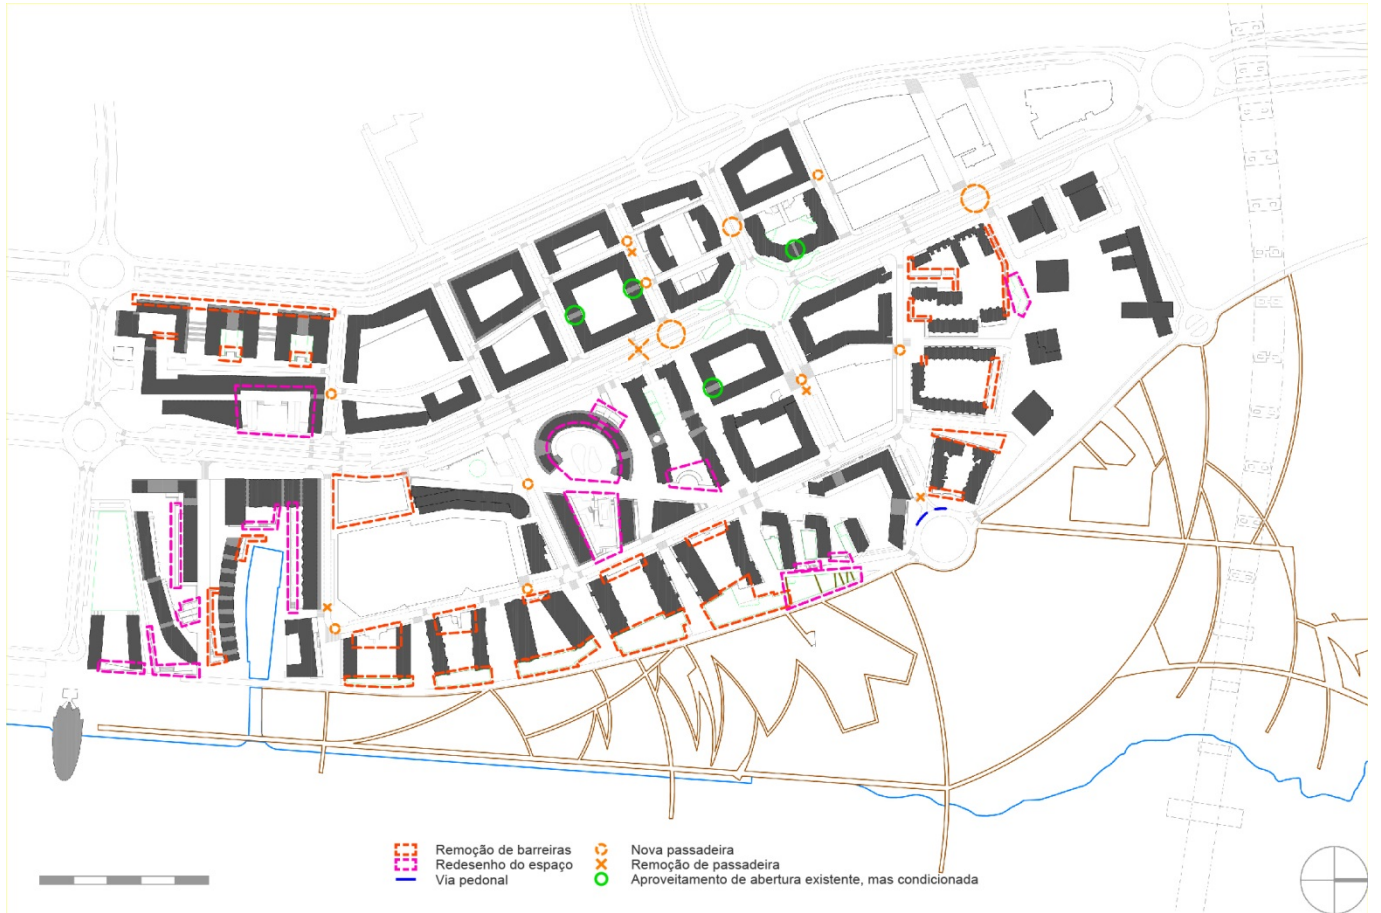 Remoção de barreiras
Redesenho do espaço
Via pedonal
Nova passadeira
Remoção de passadeira
Aproveitamento de abertura existente, mas condicionada